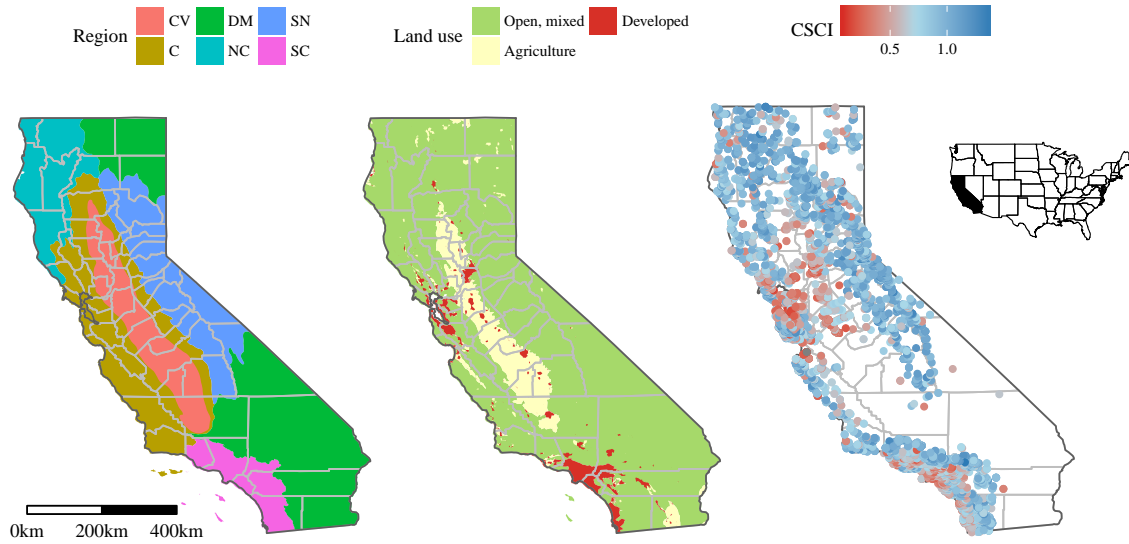 Region CV DM SN
C NC SC
Land use Open, mixed Developed
Agriculture
CSCI
0.5 1.0
0km 200km 400km